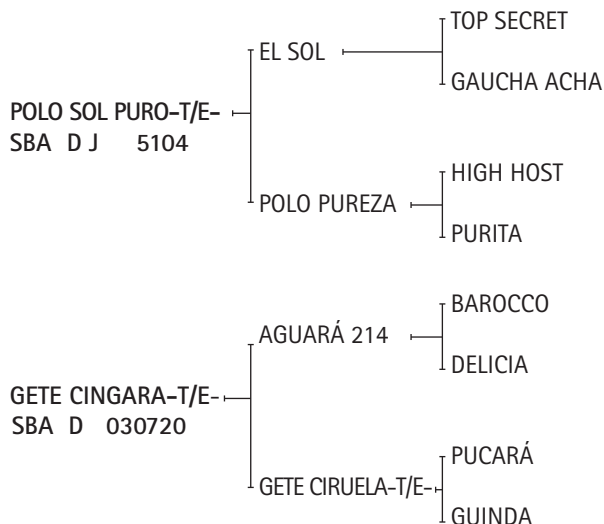 TOP SECRET
EL SOL
GAUCHA ACHA
POLO SOL PURO-T/E-
SBA D J 5104
HIGH HOST
POLO PUREZA
PURITA
BAROCCO
AGUARÁ 214
DELICIA
GETE CINGARA-T/E-
SBA D 030720
PUCARÁ
GETE CIRUELA-T/E-
GUINDA